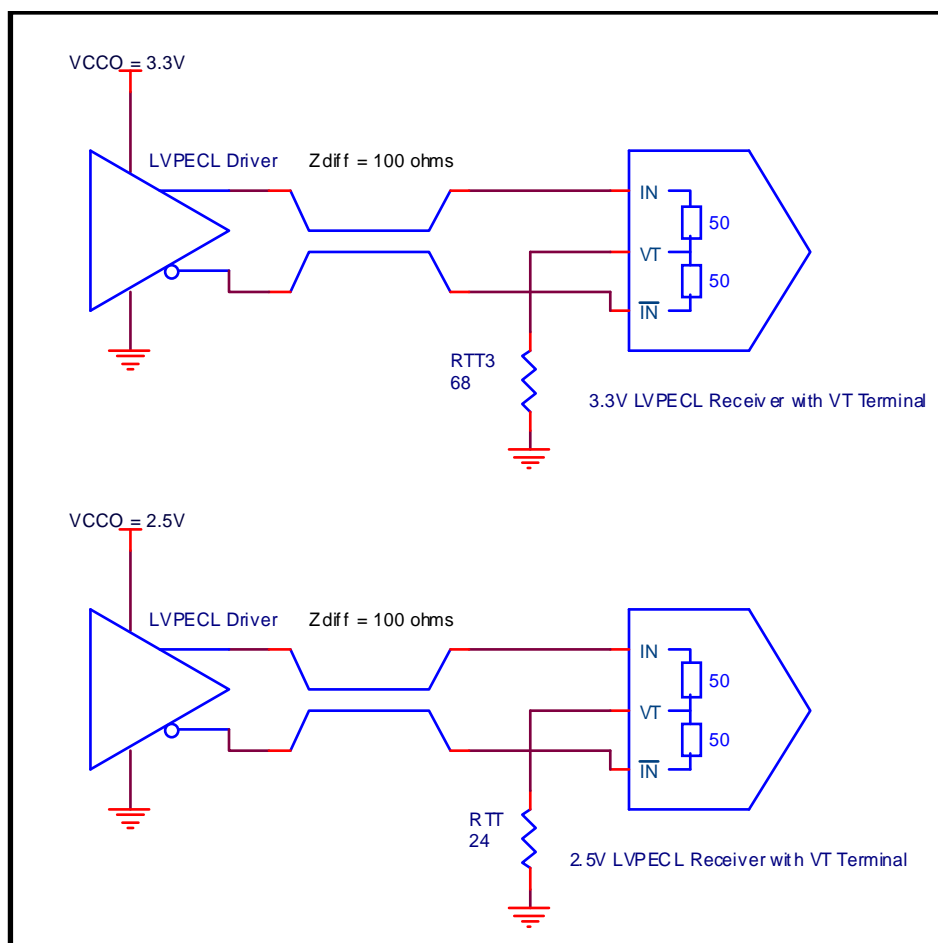 VCCO = 3.3V
LVPECL Driver Zdiff = 100 ohms
IN
50
VT
50
IN
RTT3
68
3.3V LVPECL Receiver with VT Terminal
VCCO = 2.5V
LVPECL Driver Zdiff = 100 ohms
IN
50
VT
50
IN
RTT
24
2.5V LVPECL Receiver with VT Terminal